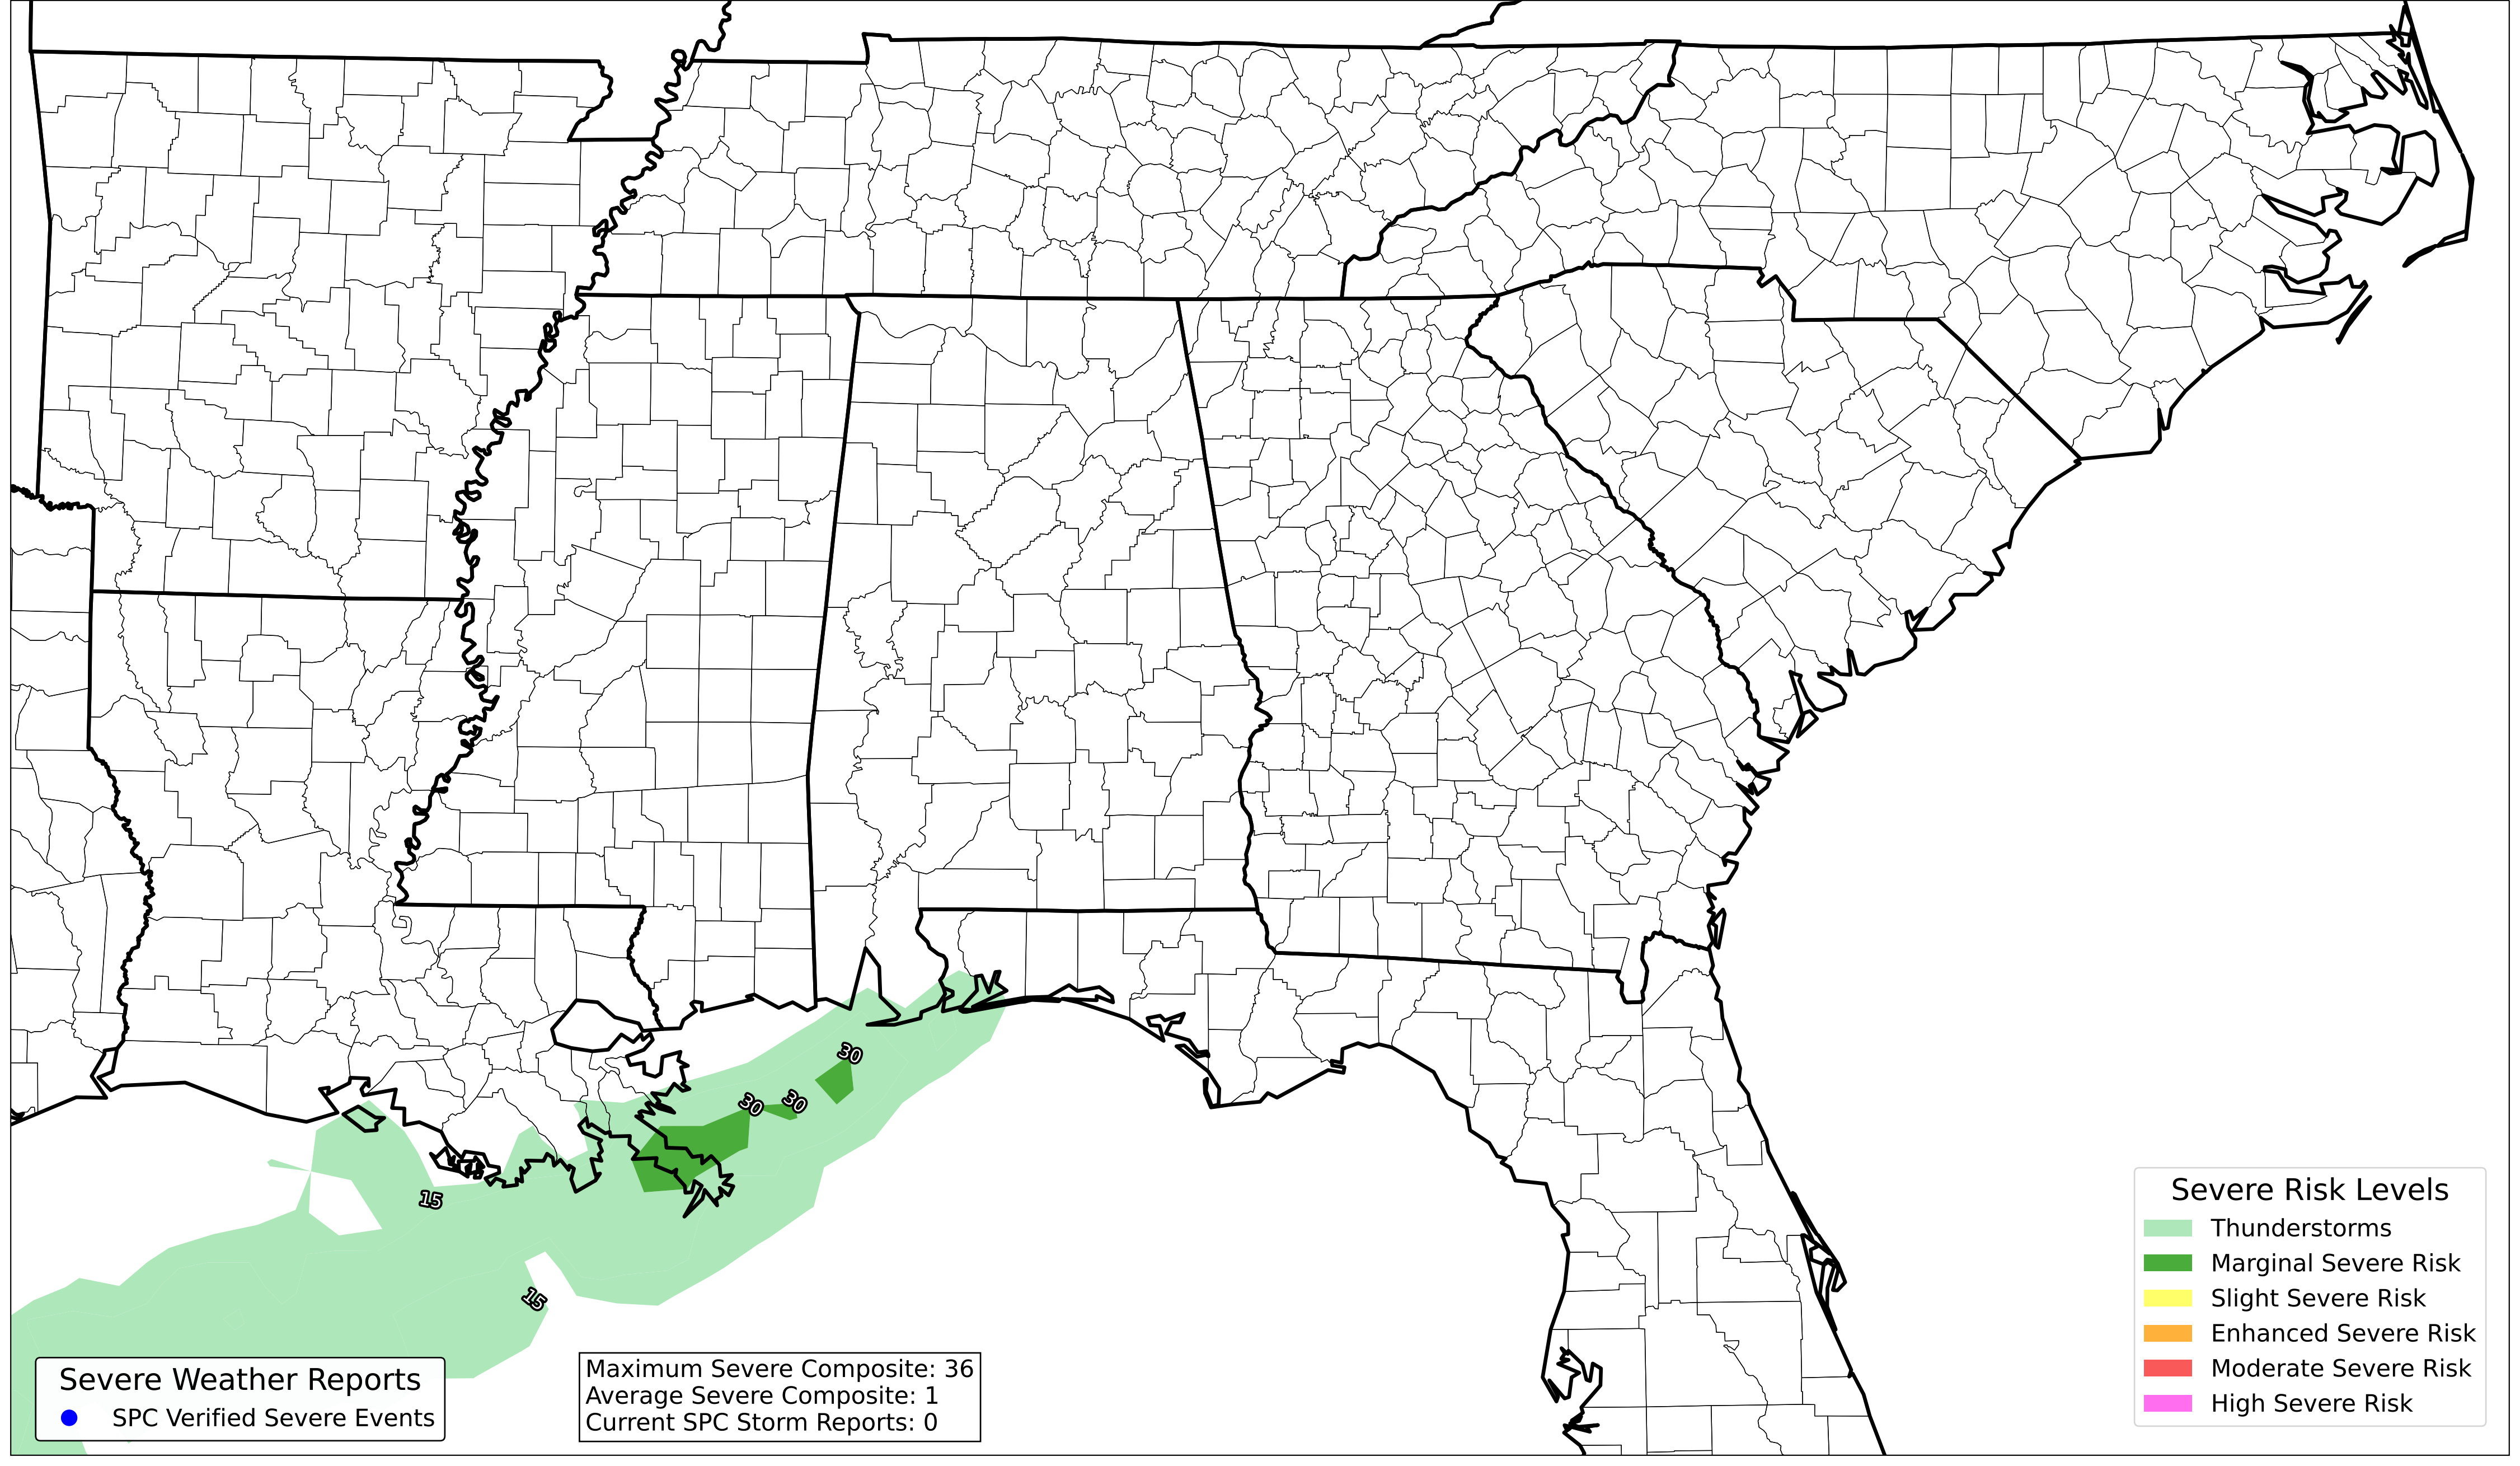 30
30
30
15
15
Severe Risk Levels
Thunderstorms
Marginal Severe Risk
Slight Severe Risk
Enhanced Severe Risk
Moderate Severe Risk
High Severe Risk
Severe Weather Reports
SPC Verified Severe Events
Maximum Severe Composite: 36
Average Severe Composite: 1
Current SPC Storm Reports: 0